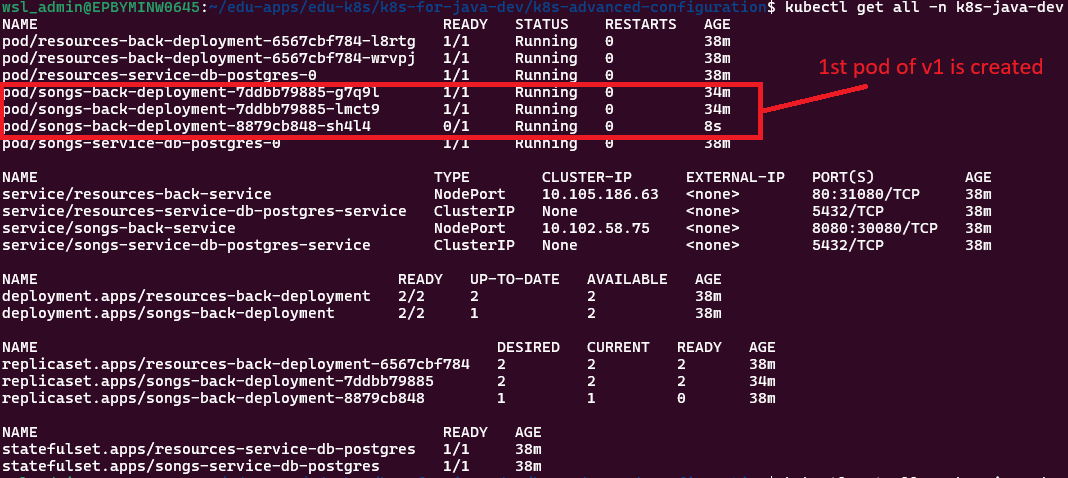 wsl_admin@EPBYMINW0645:~/edu-apps/edu-k8s/k8s-for-java-dev/k8s-advanced-configuration$ kubectl get all -n k8s-java-dev
NAME READY STATUS RESTARTS AGE
pod/resources-back-deployment-6567cbf784-l8rtg 1/1 Running 0 38m
pod/resources-back-deployment-6567cbf784-wrvpj 1/1 Running 0 38m
pod/resources-service-db-postgres-0 1/1 Running 0 38m
pod/songs-back-deployment-7ddbb79885-g7q9l 1/1 Running 0 34m
pod/songs-back-deployment-7ddbb79885-lmct9 1/1 Running 0 34m
pod/songs-back-deployment-8879cb848-sh4l4 0/1 Running 0 8s
pod/songs-service-db-postgres-0 1/1 Running 0 38m
1st pod of v1 is created
NAME TYPE CLUSTER-IP EXTERNAL-IP PORT(S) AGE
service/resources-back-service NodePort 10.105.186.63 <none> 80:31080/TCP 38m
service/resources-service-db-postgres-service ClusterIP None <none> 5432/TCP 38m
service/songs-back-service NodePort 10.102.58.75 <none> 8080:30080/TCP 38m
service/songs-service-db-postgres-service ClusterIP None <none> 5432/TCP 38m
NAME READY UP-TO-DATE AVAILABLE AGE
deployment.apps/resources-back-deployment 2/2 2 2 38m
deployment.apps/songs-back-deployment 2/2 1 2 38m
NAME DESIRED CURRENT READY AGE
replicaset.apps/resources-back-deployment-6567cbf784 2 2 2 38m
replicaset.apps/songs-back-deployment-7ddbb79885 2 2 2 34m
replicaset.apps/songs-back-deployment-8879cb848 1 1 0 38m
NAME READY AGE
statefulset.apps/resources-service-db-postgres 1/1 38m
statefulset.apps/songs-service-db-postgres 1/1 38m